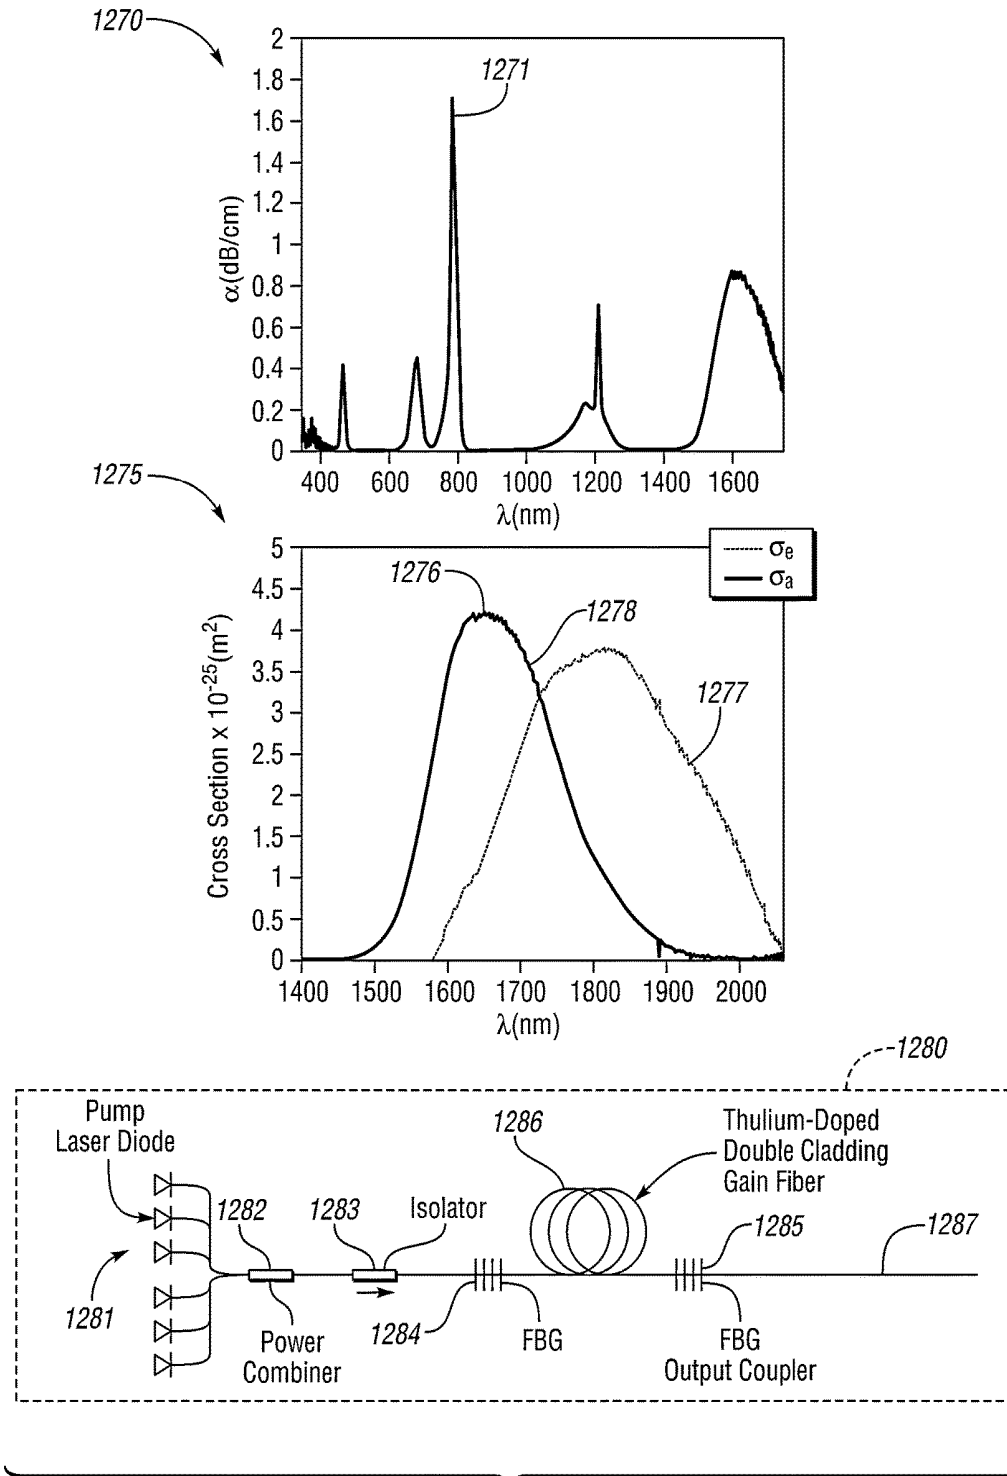 1270
2
1.8
1.6
1.4
1.2
1
0.8
0.6
0.4
0.2
0
α(dB/cm)
1271
400 600 800 1000 1200 1400 1600
λ(nm)
1275
5
4.5
4
3.5
3
2.5
2
1.5
1
0.5
0
Cross Section x 10-25(m2)
σe
σa
1276
1278
1277
1400 1500 1600 1700 1800 1900 2000
λ(nm)
1280
Pump
Laser Diode
1281
1282
Power
Combiner
1283
Isolator
1284
FBG
1286
Thulium-Doped
Double Cladding
Gain Fiber
1285
FBG
Output Coupler
1287